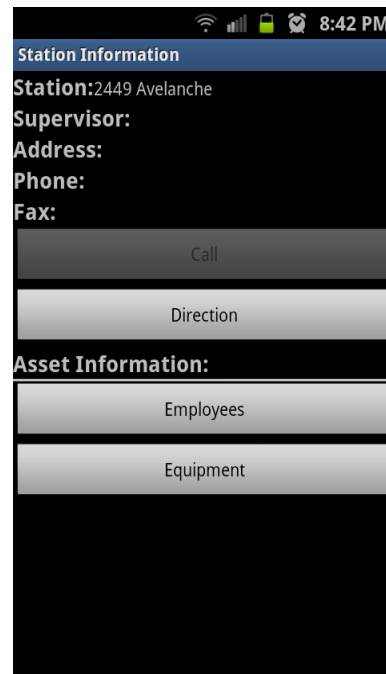 8:42 PM
Station Information
Station:2449 Avelanche
Supervisor:
Address:
Phone:
Fax:
Call
Direction
Asset Information:
Employees
Equipment